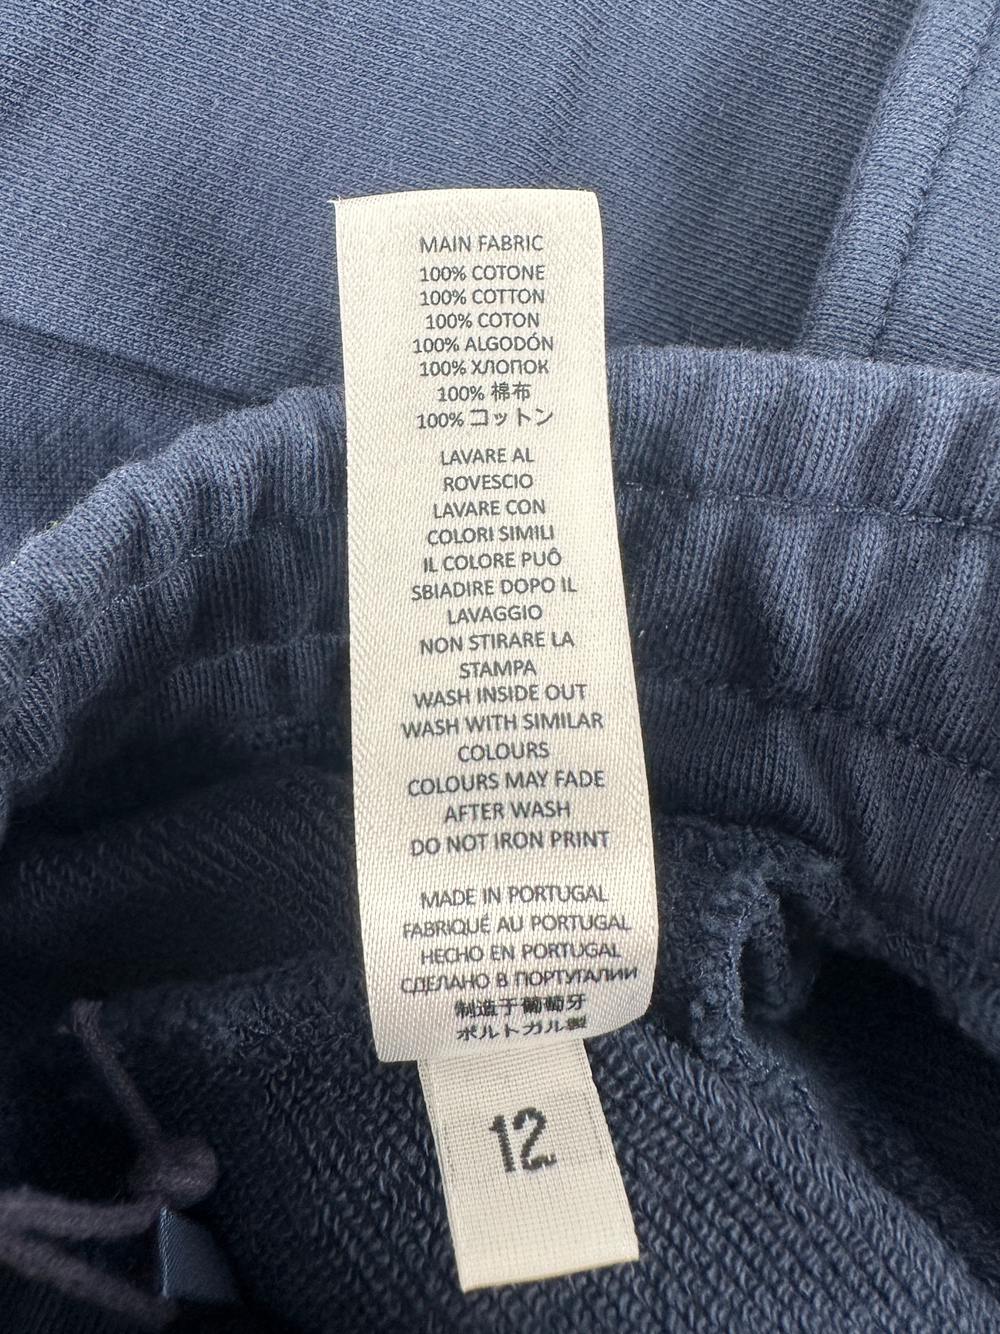 MAIN FABRIC
100% COTONE
100% COTTON
100% COTON
100% ALGODÓN
100% ХЛОПОК
100% 棉布
100% コットン
LAVARE AL
ROVESCIO
LAVARE CON
COLORI SIMILI
IL COLORE PUÔ
SBIADIRE DOPO IL
LAVAGGIO
NON STIRARE LA
STAMPA
WASH INSIDE OUT
WASH WITH SIMILAR
COLOURS
COLOURS MAY FADE
AFTER WASH
DO NOT IRON PRINT
MADE IN PORTUGAL
FABRIQUÉ AU PORTUGAL
HECHO EN PORTUGAL
СДЕЛАНО В ПОРТУГАЛИИ
制造于葡萄牙
ポルトガル製
12